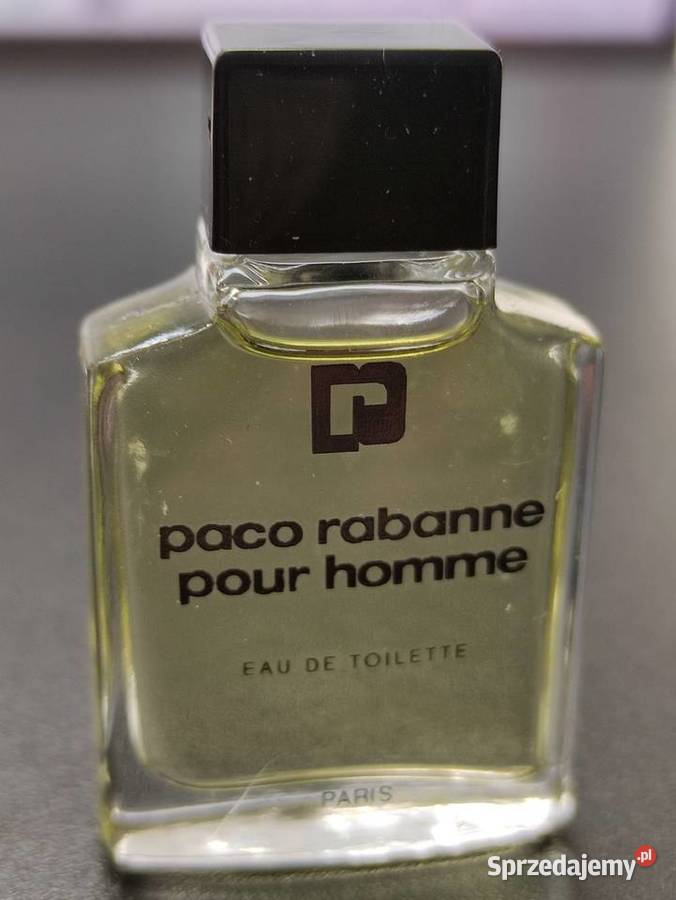 paco rabanne
pour homme
EAU DE TOILETTE
PARIS
Sprzedajemy.pl